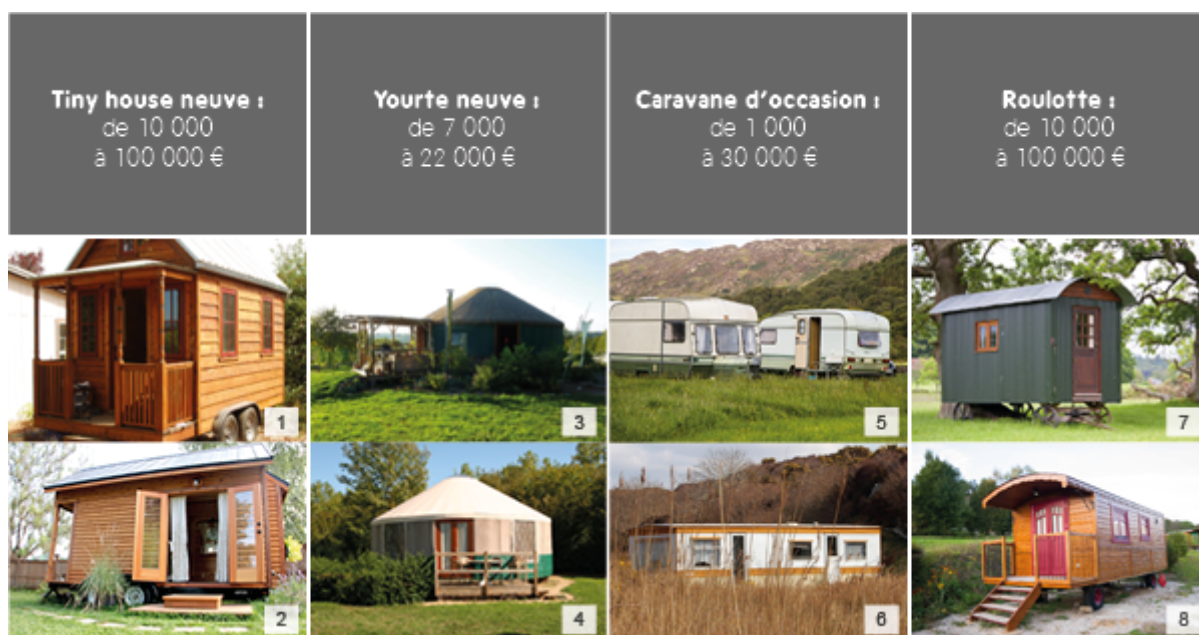 Tiny house neuve :
de 10 000
à 100 000 €
Yourte neuve :
de 7 000
à 22 000 €
Caravane d'occasion :
de 1 000
à 30 000 €
Roulotte :
de 10 000
à 100 000 €
1
3
5
7
2
4
6
8